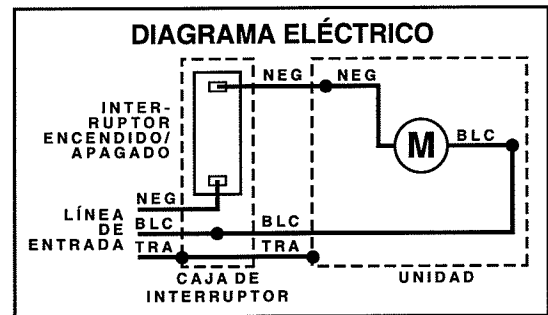 DIAGRAMA ELÉCTRICO
NEG NEG
INTER-
RUPTOR
ENCENDIDO/
APAGADO
M
BLC
NEG
LÍNEA
DE
ENTRADA
BLC BLC
TRA TRA
CAJA DE
INTERRUPTOR
UNIDAD